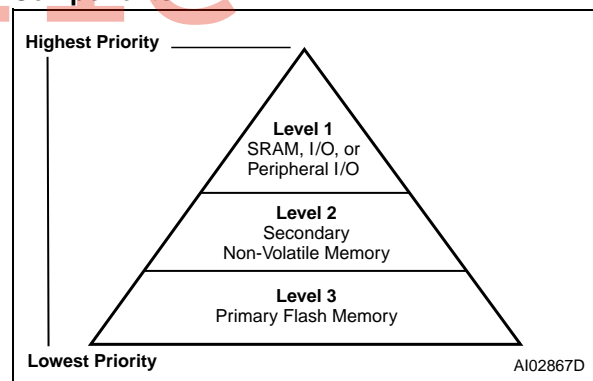 Highest Priority
Level 1
SRAM, I/O, or
Peripheral I/O
Level 2
Secondary
Non-Volatile Memory
Level 3
Primary Flash Memory
Lowest Priority
AI02867D